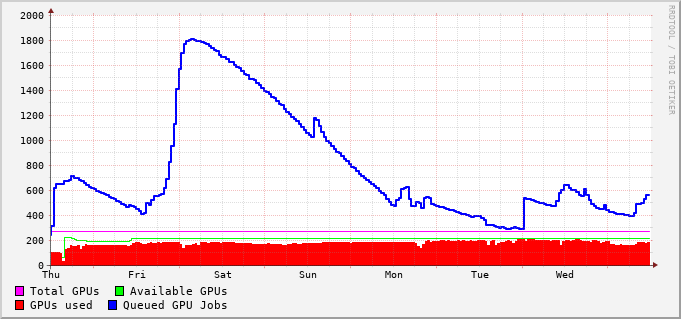 2000
1800
1600
1400
1200
1000
800
600
400
200
0
Thu Fri Sat Sun Mon Tue Wed
Total GPUs Available GPUs
GPUs used Queued GPU Jobs
RRDTOOL / TOBI OETIKER